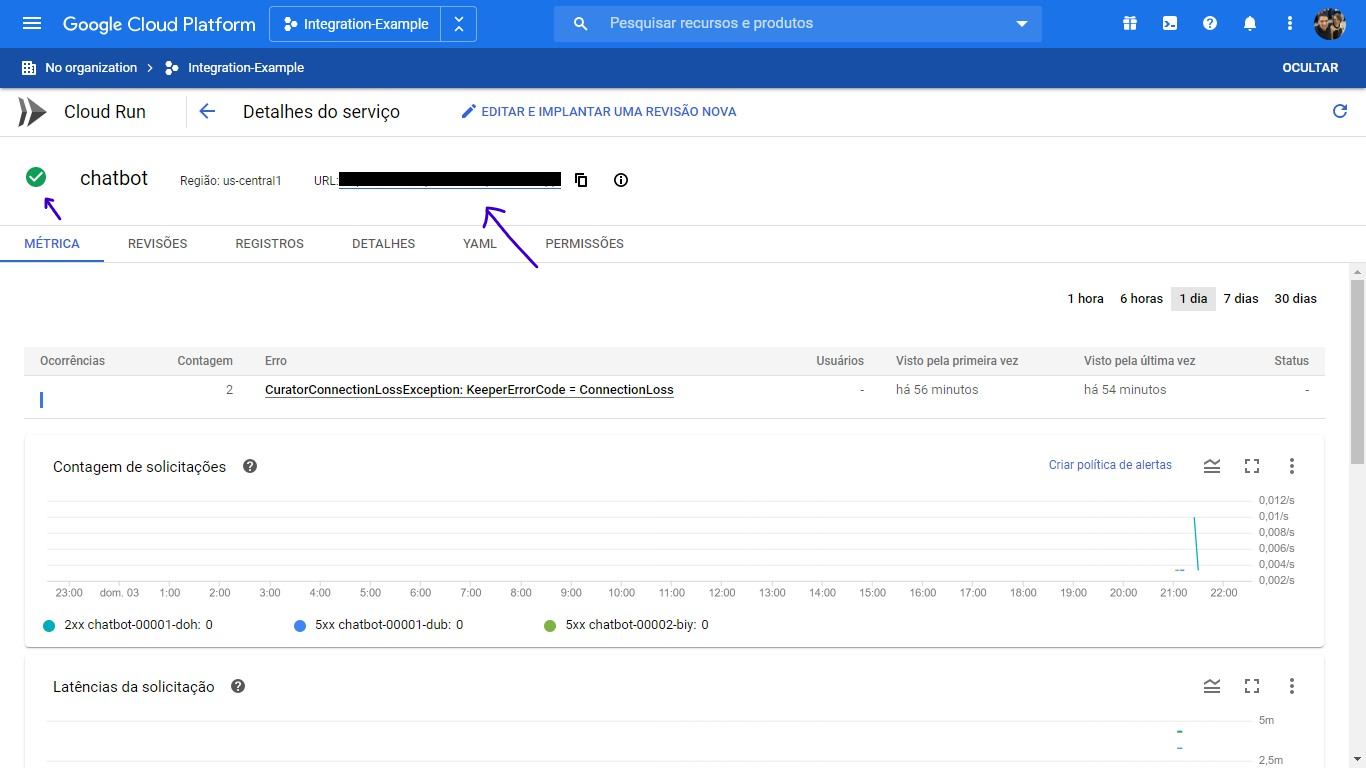 Google Cloud Platform Integration-Example Pesquisar recursos e produtos
No organization Integration-Example OCULTAR
Cloud Run Detalhes do serviço EDITAR E IMPLANTAR UMA REVISÃO NOVA
chatbot Região: us-central1 URL:
MÉTRICA REVISÕES REGISTROS DETALHES YAML PERMISSÕES
1 hora 6 horas 1 dia 7 dias 30 dias
Ocorrências Contagem Erro Usuários Visto pela primeira vez Visto pela última vez Status
2 CuratorConnectionLossException: KeeperErrorCode = ConnectionLoss - há 56 minutos há 54 minutos -
Contagem de solicitações Criar política de alertas
0,012/s
0,01/s
0,008/s
0,006/s
0,004/s
0,002/s
23:00 dom. 03 1:00 2:00 3:00 4:00 5:00 6:00 7:00 8:00 9:00 10:00 11:00 12:00 13:00 14:00 15:00 16:00 17:00 18:00 19:00 20:00 21:00 22:00
2xx chatbot-00001-doh: 0 5xx chatbot-00001-dub: 0 5xx chatbot-00002-biy: 0
Latências da solicitação
5m
2,5m